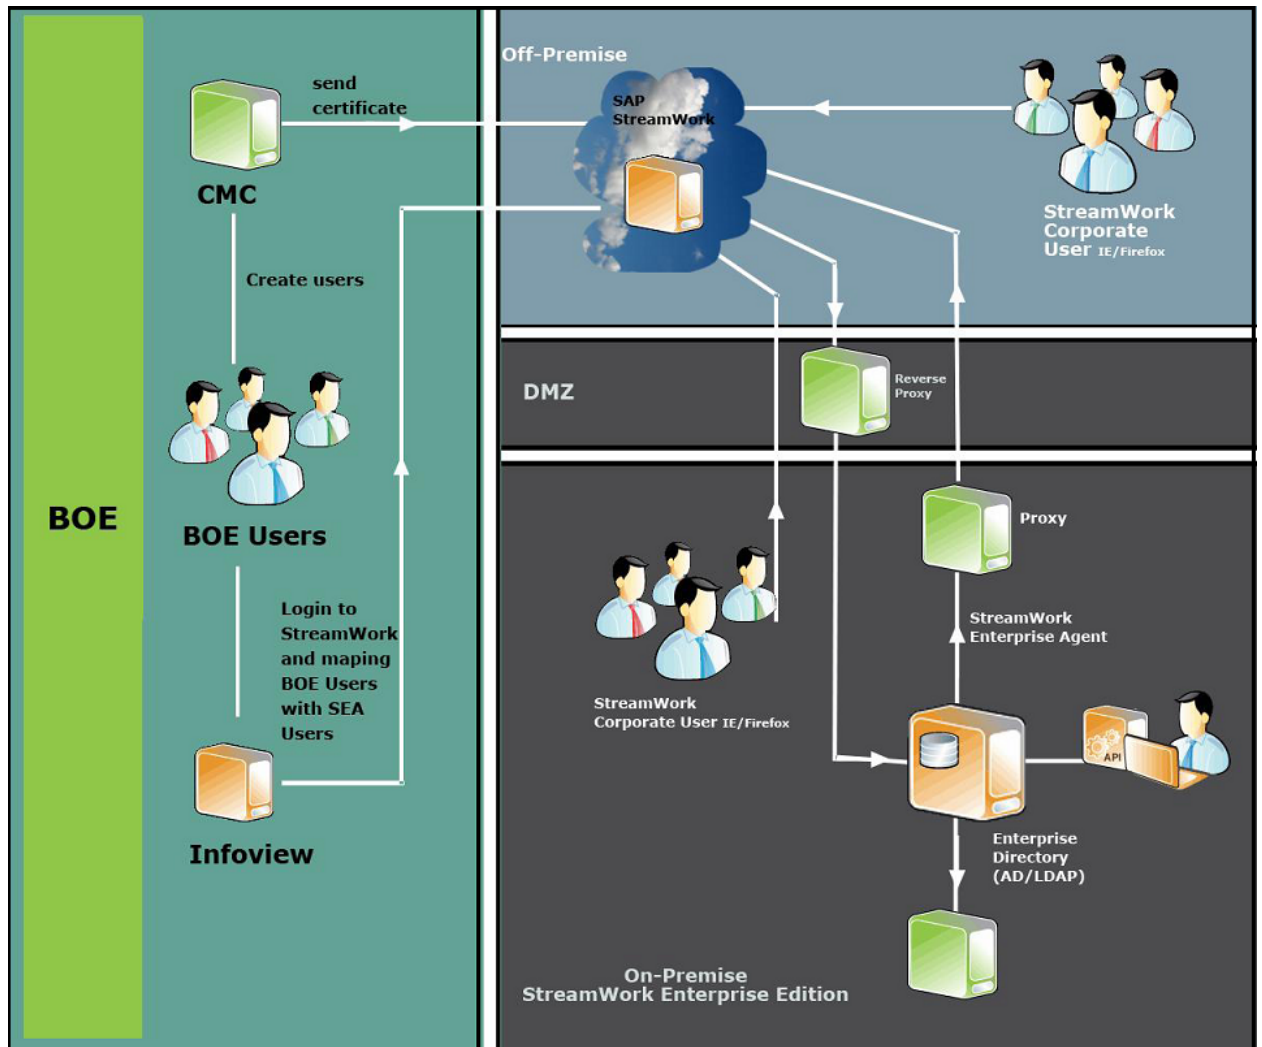 BOE
send
certificate
CMC
Create users
BOE Users
Login to
StreamWork
and maping
BOE Users
with SEA
Users
Infoview
Off-Premise
SAP
StreamWork
StreamWork
Corporate
User IE/Firefox
DMZ
Reverse
Proxy
Proxy
StreamWork
Enterprise Agent
StreamWork
Corporate User IE/Firefox
API
Enterprise
Directory
(AD/LDAP)
On-Premise
StreamWork Enterprise Edition